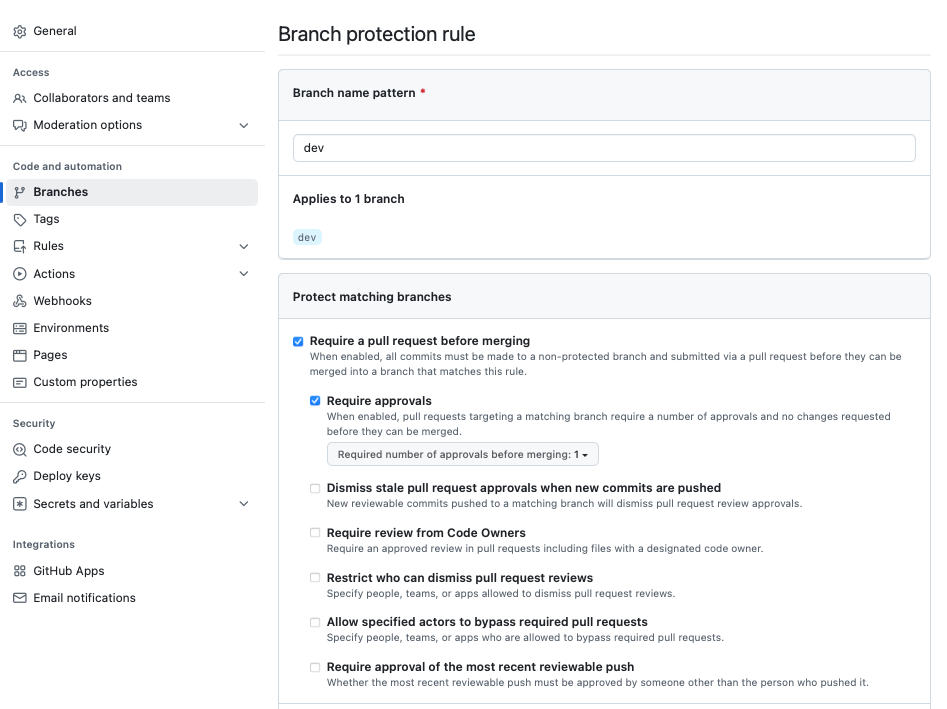 General
Access
Collaborators and teams
Moderation options
Code and automation
Branches
Tags
Rules
Actions
Webhooks
Environments
Pages
Custom properties
Security
Code security
Deploy keys
Secrets and variables
Integrations
GitHub Apps
Email notifications
Branch protection rule
Branch name pattern *
dev
Applies to 1 branch
dev
Protect matching branches
Require a pull request before merging
When enabled, all commits must be made to a non-protected branch and submitted via a pull request before they can be
merged into a branch that matches this rule.
Require approvals
When enabled, pull requests targeting a matching branch require a number of approvals and no changes requested
before they can be merged.
Required number of approvals before merging: 1
Dismiss stale pull request approvals when new commits are pushed
New reviewable commits pushed to a matching branch will dismiss pull request review approvals.
Require review from Code Owners
Require an approved review in pull requests including files with a designated code owner.
Restrict who can dismiss pull request reviews
Specify people, teams, or apps allowed to dismiss pull request reviews.
Allow specified actors to bypass required pull requests
Specify people, teams, or apps who are allowed to bypass required pull requests.
Require approval of the most recent reviewable push
Whether the most recent reviewable push must be approved by someone other than the person who pushed it.